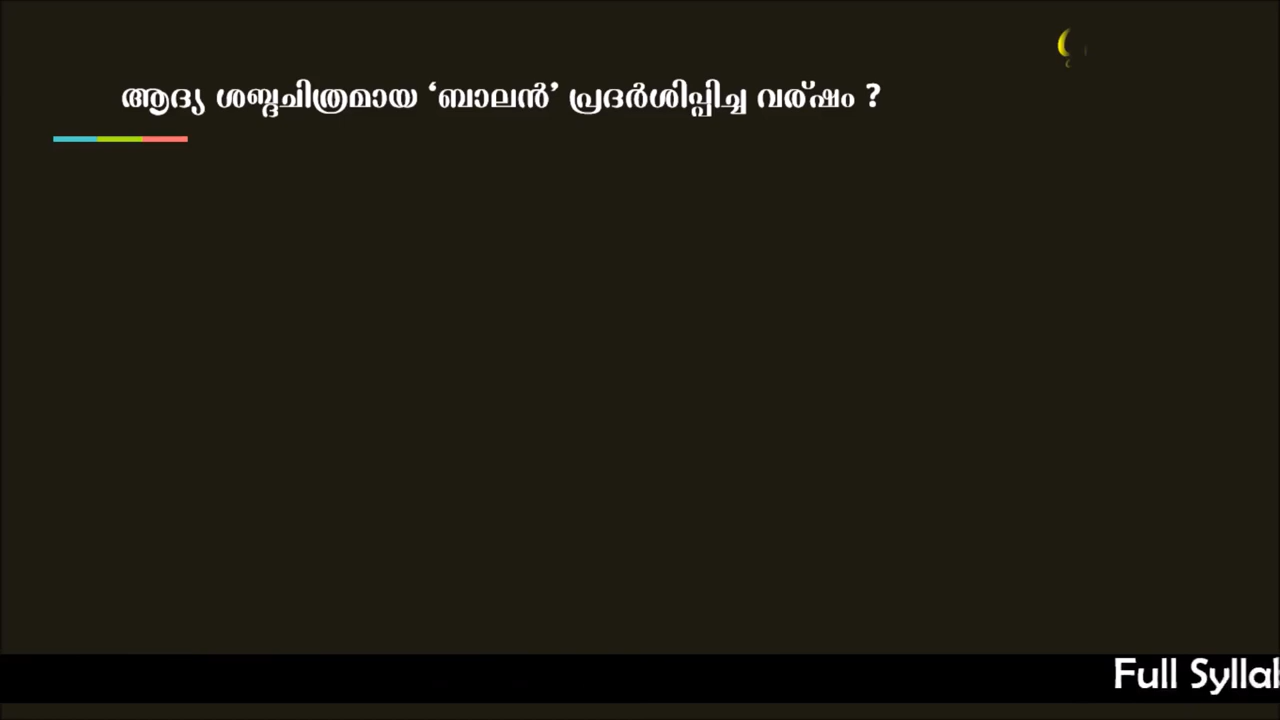 ആദ്യ ശബ്ദചിത്രമായ ‘ബാലൻ’ പ്രദർശിപ്പിച്ച വര്ഷം ?
Full Syllab